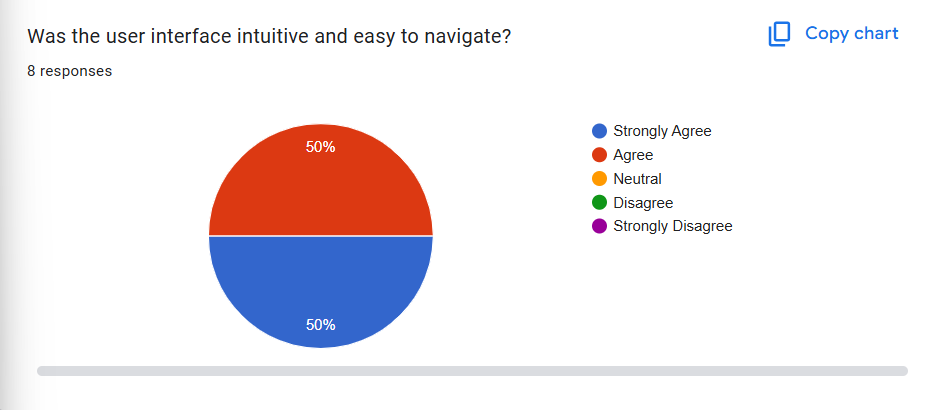 Was the user interface intuitive and easy to navigate?
Copy chart
8 responses
50%
50%
Strongly Agree
Agree
Neutral
Disagree
Strongly Disagree